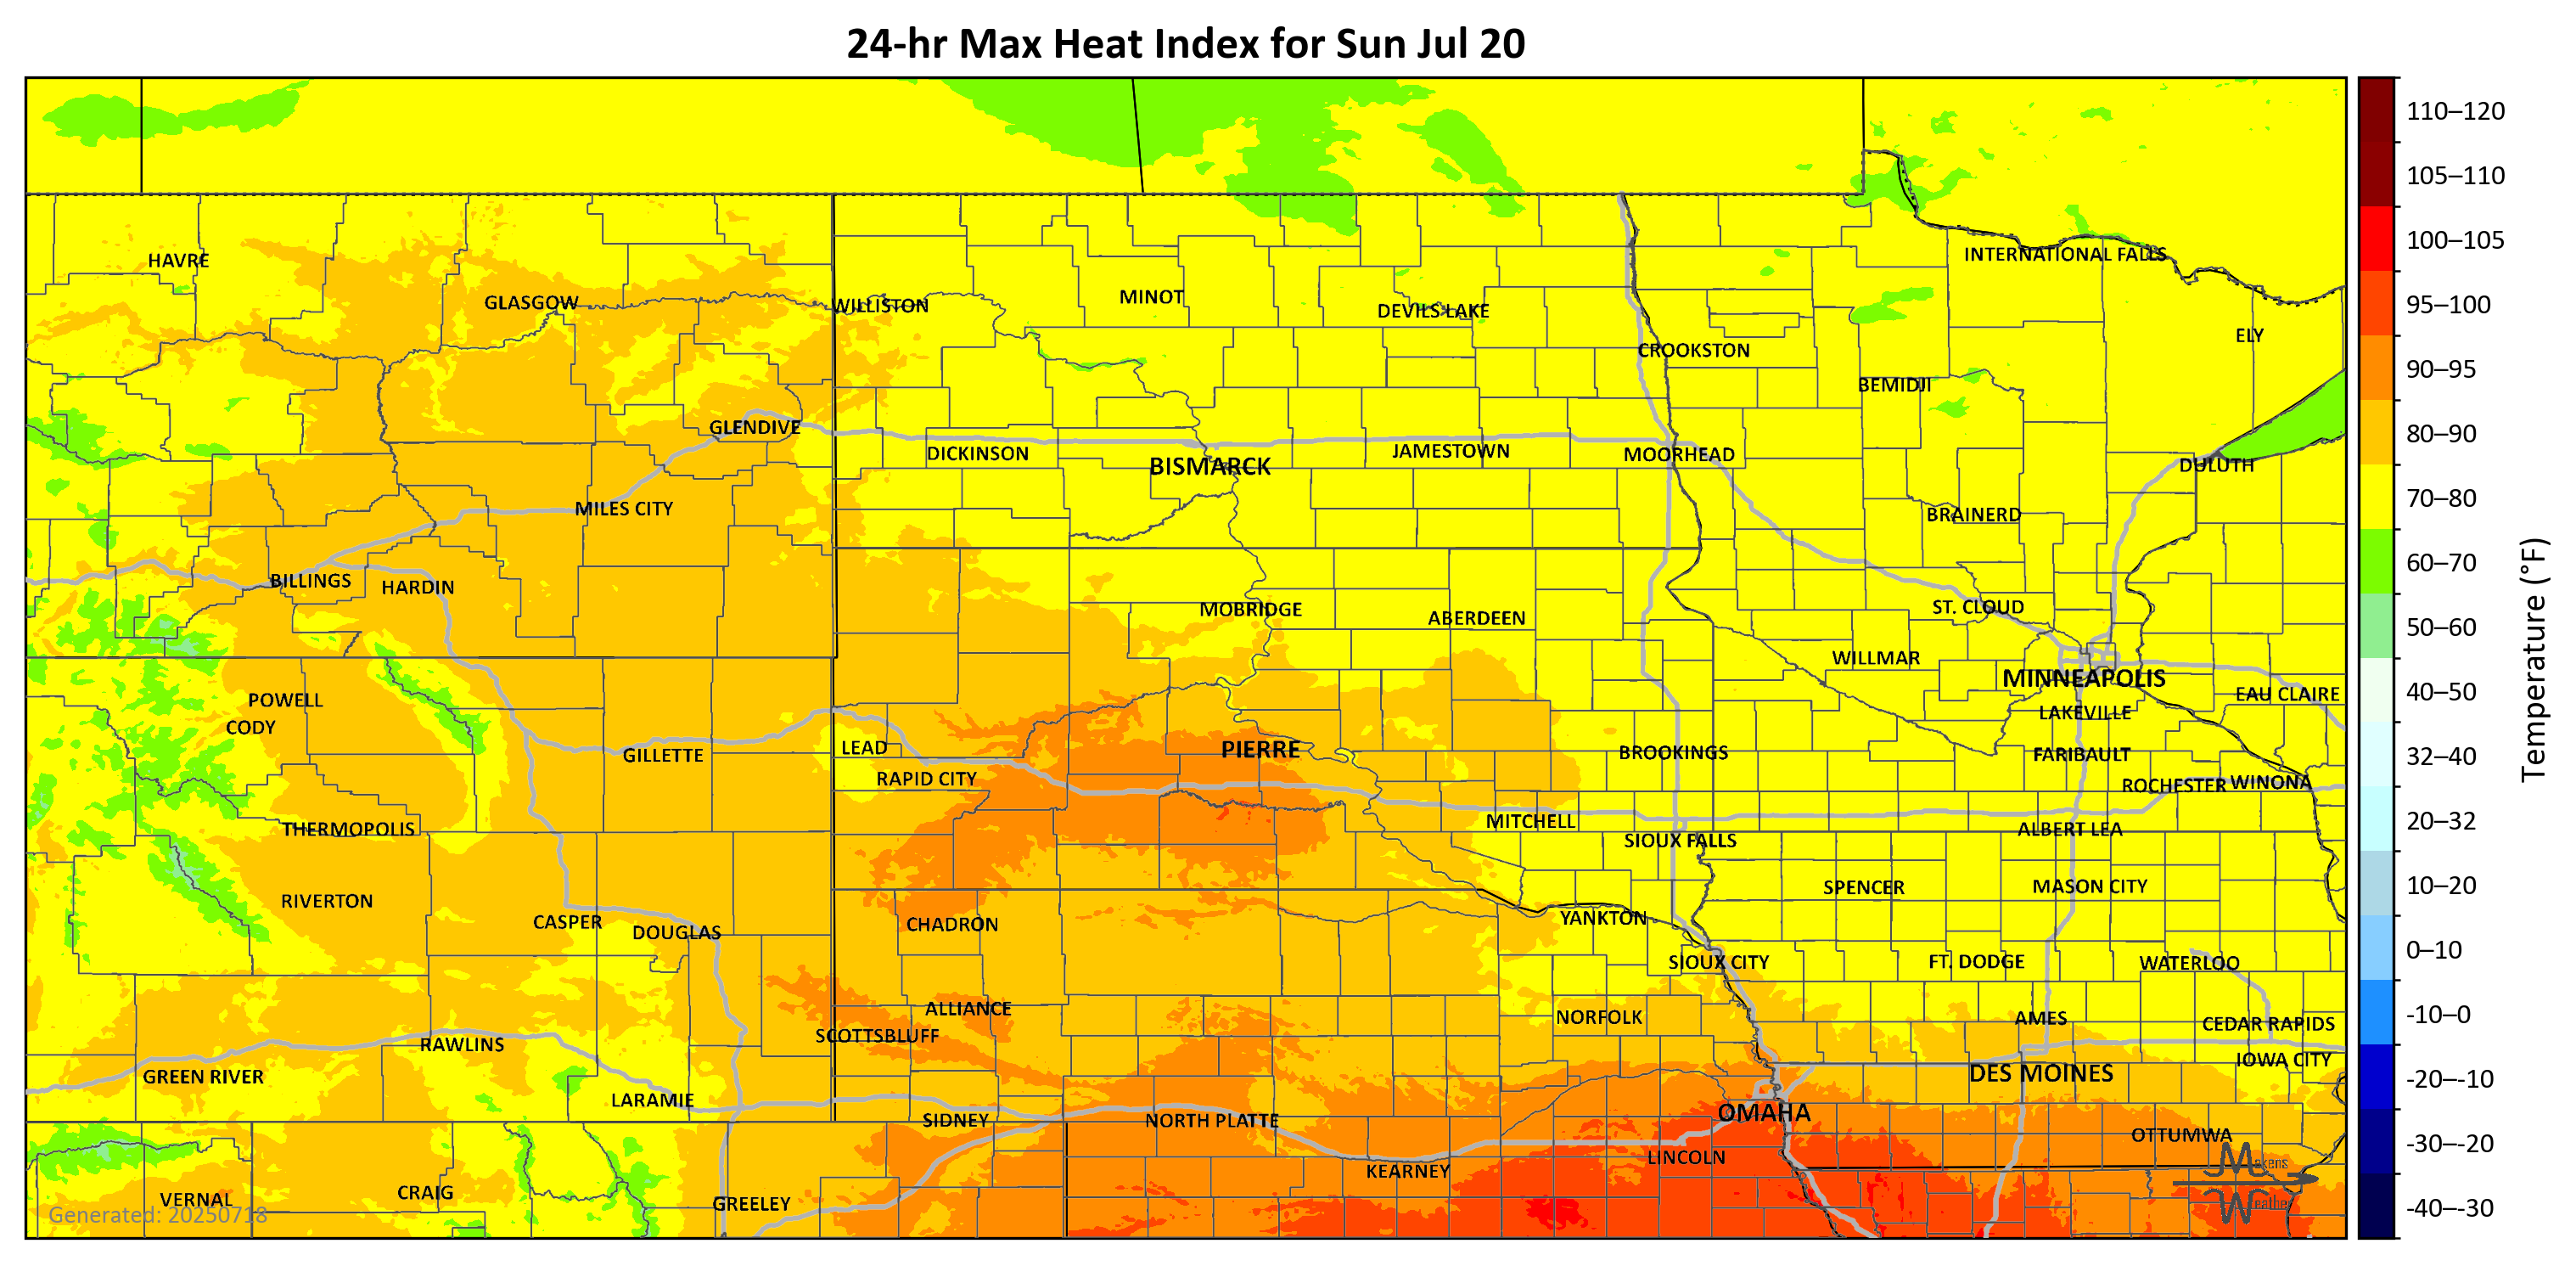 24-hr Max Heat Index for Sun Jul 20
110–120
105–110
100–105
95–100
90–95
80–90
70–80
60–70
50–60
40–50
32–40
20–32
10–20
0–10
-10–0
-20–-10
-30–-20
-40–-30
Temperature (°F)
HAVRE
INTERNATIONAL FALLS
GLASGOW
WILLISTON
MINOT
DEVILS LAKE
ELY
CROOKSTON
BEMIDJI
GLENDIVE
DICKINSON
BISMARCK
JAMESTOWN
MOORHEAD
DULUTH
MILES CITY
BRAINERD
BILLINGS
HARDIN
MOBRIDGE
ABERDEEN
ST. CLOUD
WILLMAR
MINNEAPOLIS
EAU CLAIRE
POWELL
CODY
LAKEVILLE
GILLETTE
LEAD
PIERRE
BROOKINGS
FARIBAULT
RAPID CITY
ROCHESTER
WINONA
THERMOPOLIS
MITCHELL
SIOUX FALLS
ALBERT LEA
RIVERTON
SPENCER
MASON CITY
CASPER
DOUGLAS
CHADRON
YANKTON
SIOUX CITY
FT. DODGE
WATERLOO
ALLIANCE
NORFOLK
AMES
CEDAR RAPIDS
SCOTTSBLUFF
RAWLINS
IOWA CITY
GREEN RIVER
DES MOINES
LARAMIE
SIDNEY
NORTH PLATTE
OMAHA
OTTUMWA
LINCOLN
KEARNEY
VERNAL
CRAIG
GREELEY
Generated: 20250718
Makens
Weather